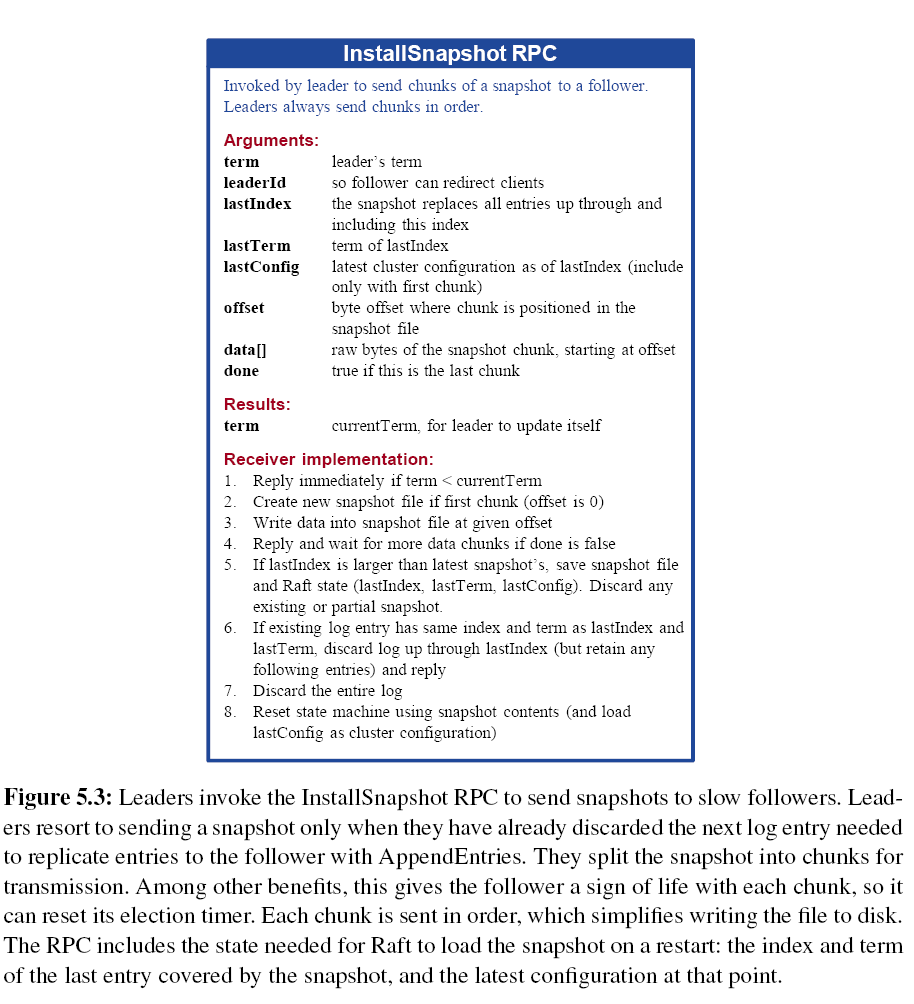 InstallSnapshot RPC
Invoked by leader to send chunks of a snapshot to a follower.
Leaders always send chunks in order.
Arguments:
term leader's term
leaderId so follower can redirect clients
lastIndex the snapshot replaces all entries up through and
including this index
lastTerm term of lastIndex
lastConfig latest cluster configuration as of lastIndex (include
only with first chunk)
offset byte offset where chunk is positioned in the
snapshot file
data[] raw bytes of the snapshot chunk, starting at offset
done true if this is the last chunk
Results:
term currentTerm, for leader to update itself
Receiver implementation:
1. Reply immediately if term < currentTerm
2. Create new snapshot file if first chunk (offset is 0)
3. Write data into snapshot file at given offset
4. Reply and wait for more data chunks if done is false
5. If lastIndex is larger than latest snapshot's, save snapshot file
and Raft state (lastIndex, lastTerm, lastConfig). Discard any
existing or partial snapshot.
6. If existing log entry has same index and term as lastIndex and
lastTerm, discard log up through lastIndex (but retain any
following entries) and reply
7. Discard the entire log
8. Reset state machine using snapshot contents (and load
lastConfig as cluster configuration)
Figure 5.3: Leaders invoke the InstallSnapshot RPC to send snapshots to slow followers. Lead-
ers resort to sending a snapshot only when they have already discarded the next log entry needed
to replicate entries to the follower with AppendEntries. They split the snapshot into chunks for
transmission. Among other benefits, this gives the follower a sign of life with each chunk, so it
can reset its election timer. Each chunk is sent in order, which simplifies writing the file to disk.
The RPC includes the state needed for Raft to load the snapshot on a restart: the index and term
of the last entry covered by the snapshot, and the latest configuration at that point.